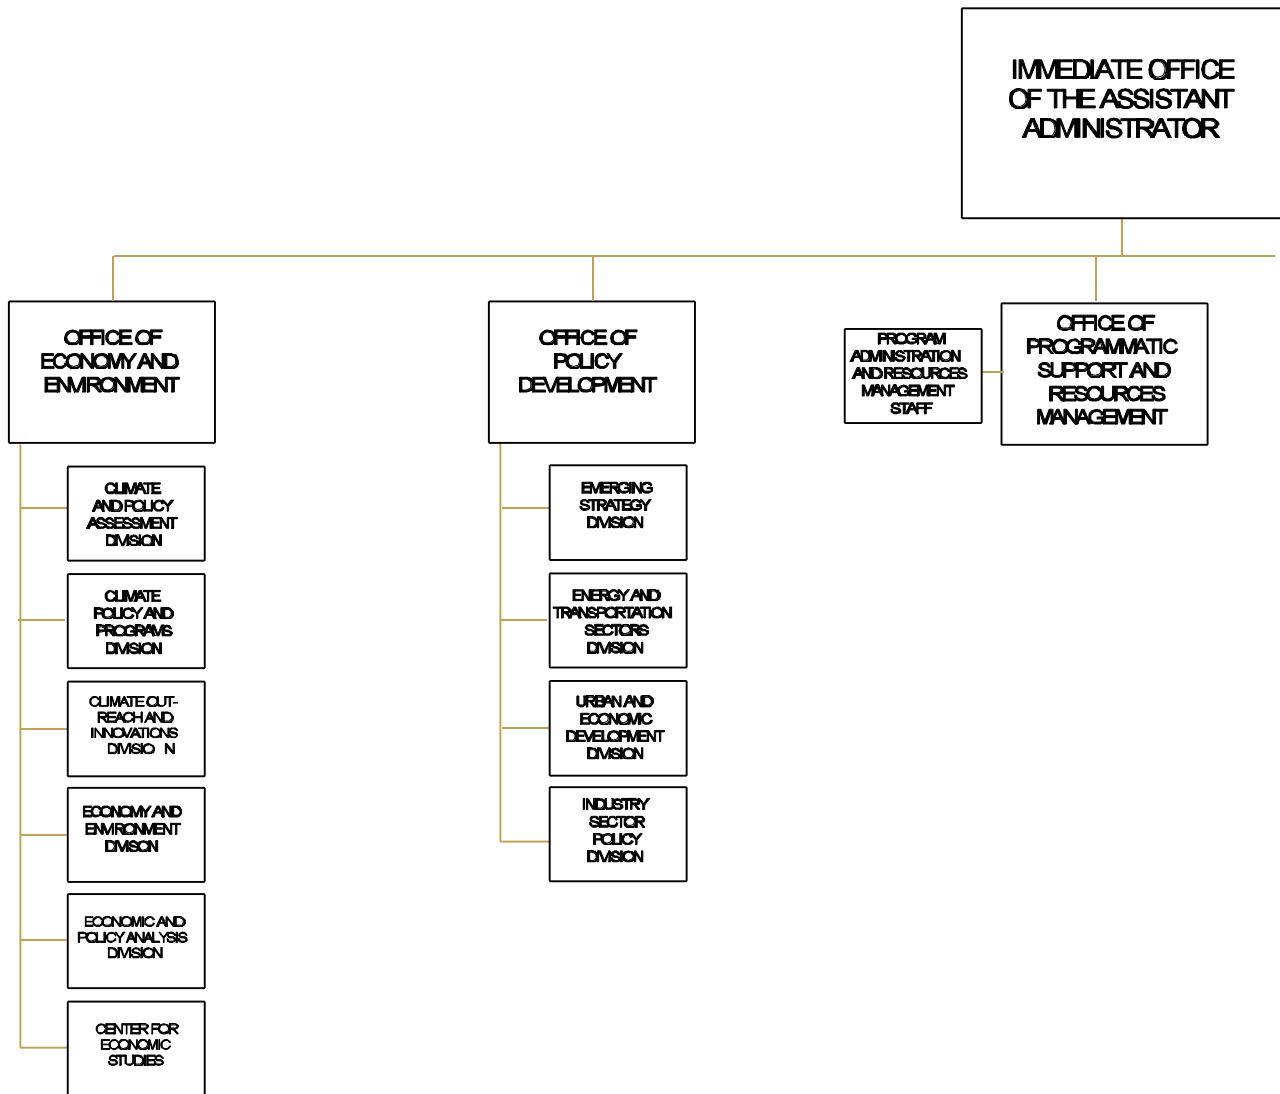 IMMEDIATE OFFICE
OF THE ASSISTANT
ADMINISTRATOR
OFFICE OF
ECONOMY AND
ENVIRONMENT
OFFICE OF
POLICY
DEVELOPMENT
PROGRAM
ADMINISTRATION
AND RESOURCES
MANAGEMENT
STAFF
OFFICE OF
PROGRAMMATIC
SUPPORT AND
RESOURCES
MANAGEMENT
CLIMATE
AND POLICY
ASSESSMENT
DIVISION
CLIMATE
POLICY AND
PROGRAMS
DIVISION
CLIMATE OUT-
REACH AND
INNOVATIONS
DIVISIO N
ECONOMY AND
ENVIRONMENT
DIVISON
ECONOMIC AND
POLICY ANALYSIS
DIVISION
CENTER FOR
ECONOMIC
STUDIES
EMERGING
STRATEGY
DIVISION
ENERGY AND
TRANSPORTATION
SECTORS
DIVISION
URBAN AND
ECONOMIC
DEVELOPMENT
DIVISION
INDUSTRY
SECTOR
POLICY
DIVISION